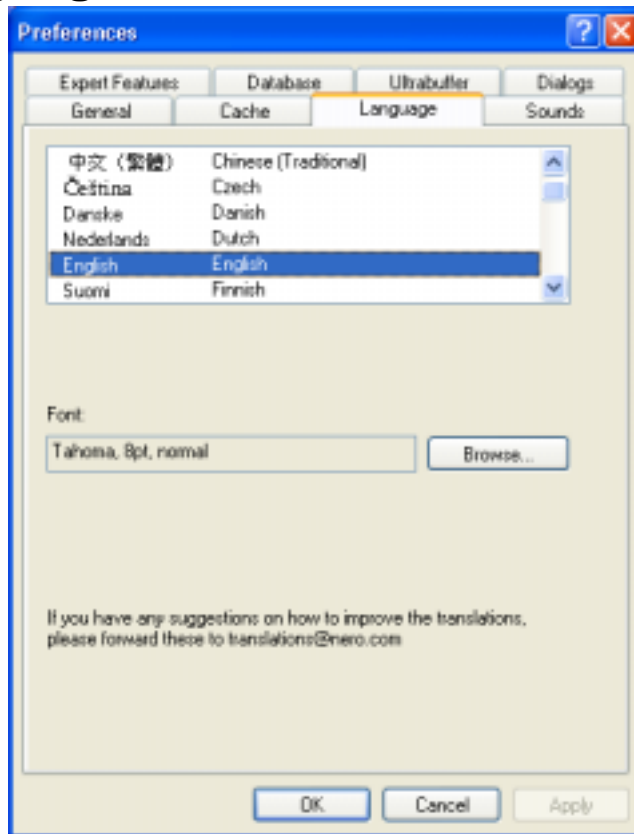 Preferences
Expert Features Database Ultrabuffer Dialogs
General Cache Language Sounds
中文（繁體） Chinese (Traditional)
Čeština Czech
Danske Danish
Nederlands Dutch
English English
Suomi Finnish
Font:
Tahoma, 8pt, normal Browse...
If you have any suggestions on how to improve the translations,
please forward these to translations@nero.com
OK Cancel Apply